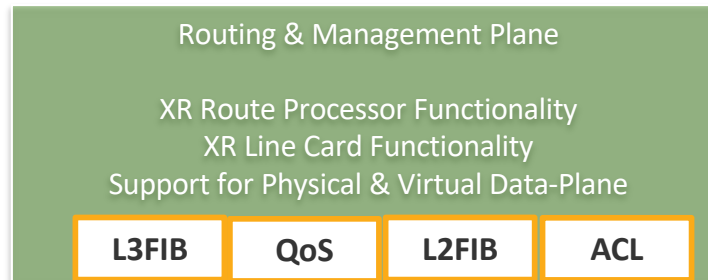 Routing & Management Plane
XR Route Processor Functionality
XR Line Card Functionality
Support for Physical & Virtual Data-Plane
L3FIB QoS L2FIB ACL